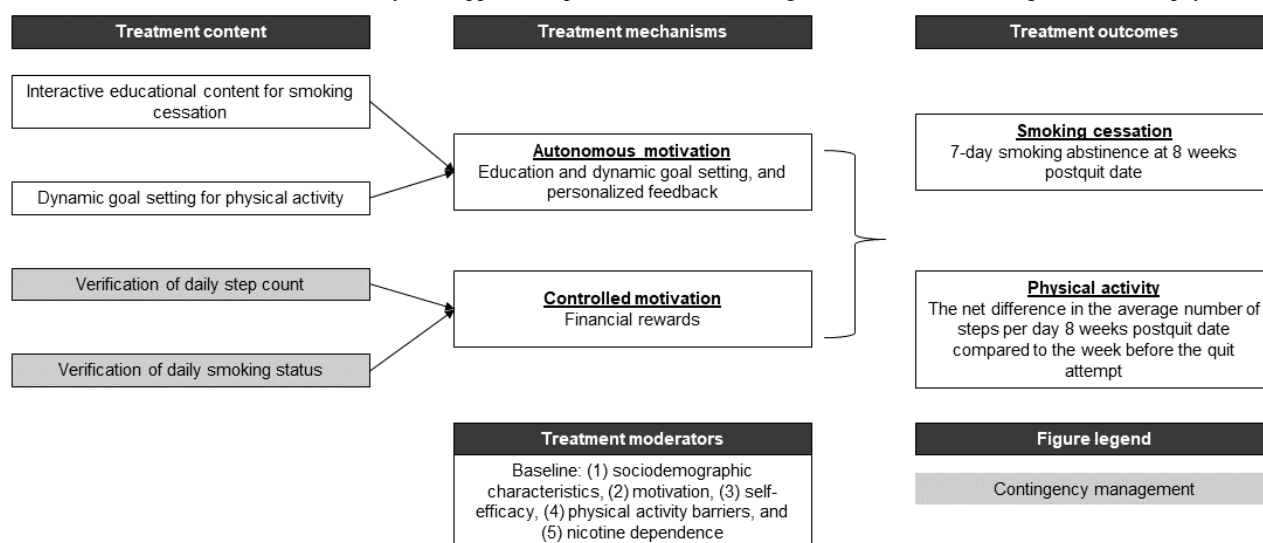 Treatment content
Treatment mechanisms
Treatment outcomes
Interactive educational content for smoking
cessation
Dynamic goal setting for physical activity
Verification of daily step count
Verification of daily smoking status
Autonomous motivation
Education and dynamic goal setting, and
personalized feedback
Controlled motivation
Financial rewards
Smoking cessation
7-day smoking abstinence at 8 weeks
postquit date
Physical activity
The net difference in the average number of
steps per day 8 weeks postquit date
compared to the week before the quit
attempt
Treatment moderators
Baseline: (1) sociodemographic
characteristics, (2) motivation, (3) self-
efficacy, (4) physical activity barriers, and
(5) nicotine dependence
Figure legend
Contingency management